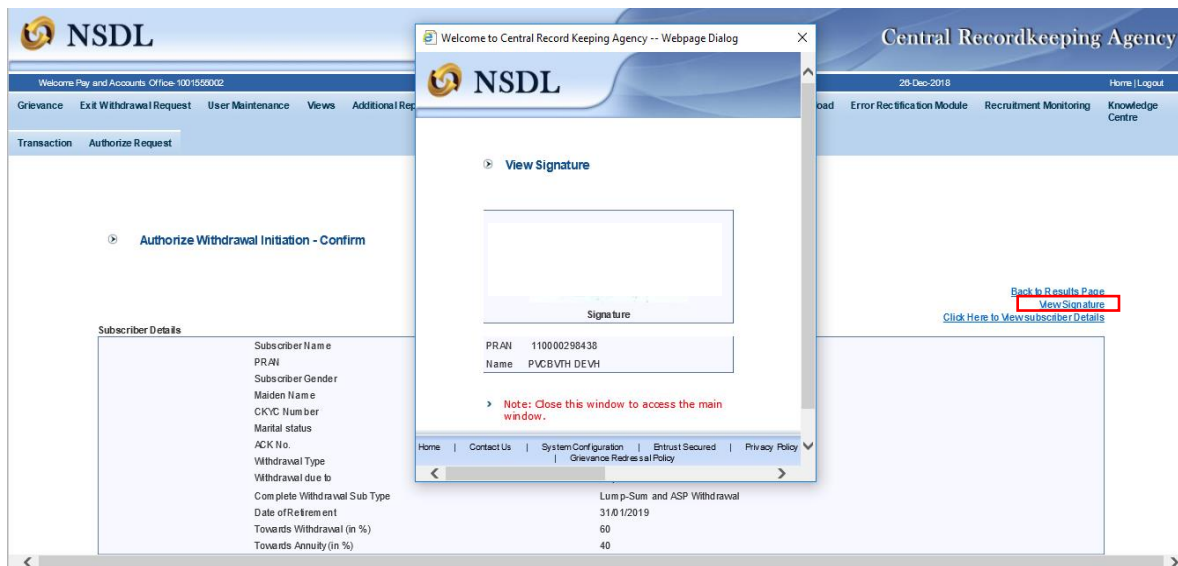 NSDL
Central Recordkeeping Agency
Welcome Pay and Accounts Office-1001555002
26-Dec-2018
Home | Logout
Grievance Exit Withdrawal Request User Maintenance Views Additional Rep
oad Error Rectification Module Recruitment Monitoring Knowledge Centre
Transaction Authorize Request
Authorize Withdrawal Initiation - Confirm
Back to Results Page
View Signature
Click Here to View subscriber Details
Subscriber Details
Subscriber Name
PRAN
Subscriber Gender
Maiden Name
CKYC Number
Marital status
ACK No.
Withdrawal Type
Withdrawal due to
Complete Withdrawal Sub Type Lump-Sum and ASP Withdrawal
Date of Retirement 31/01/2019
Towards Withdrawal (in %) 60
Towards Annuity (in %) 40
Welcome to Central Record Keeping Agency -- Webpage Dialog
NSDL
View Signature
Signature
PRAN 110000298438
Name PVCBVTH DEVH
Note: Close this window to access the main
window.
Home | Contact Us | System Configuration | Entrust Secured | Privacy Policy
| Grievance Redressal Policy